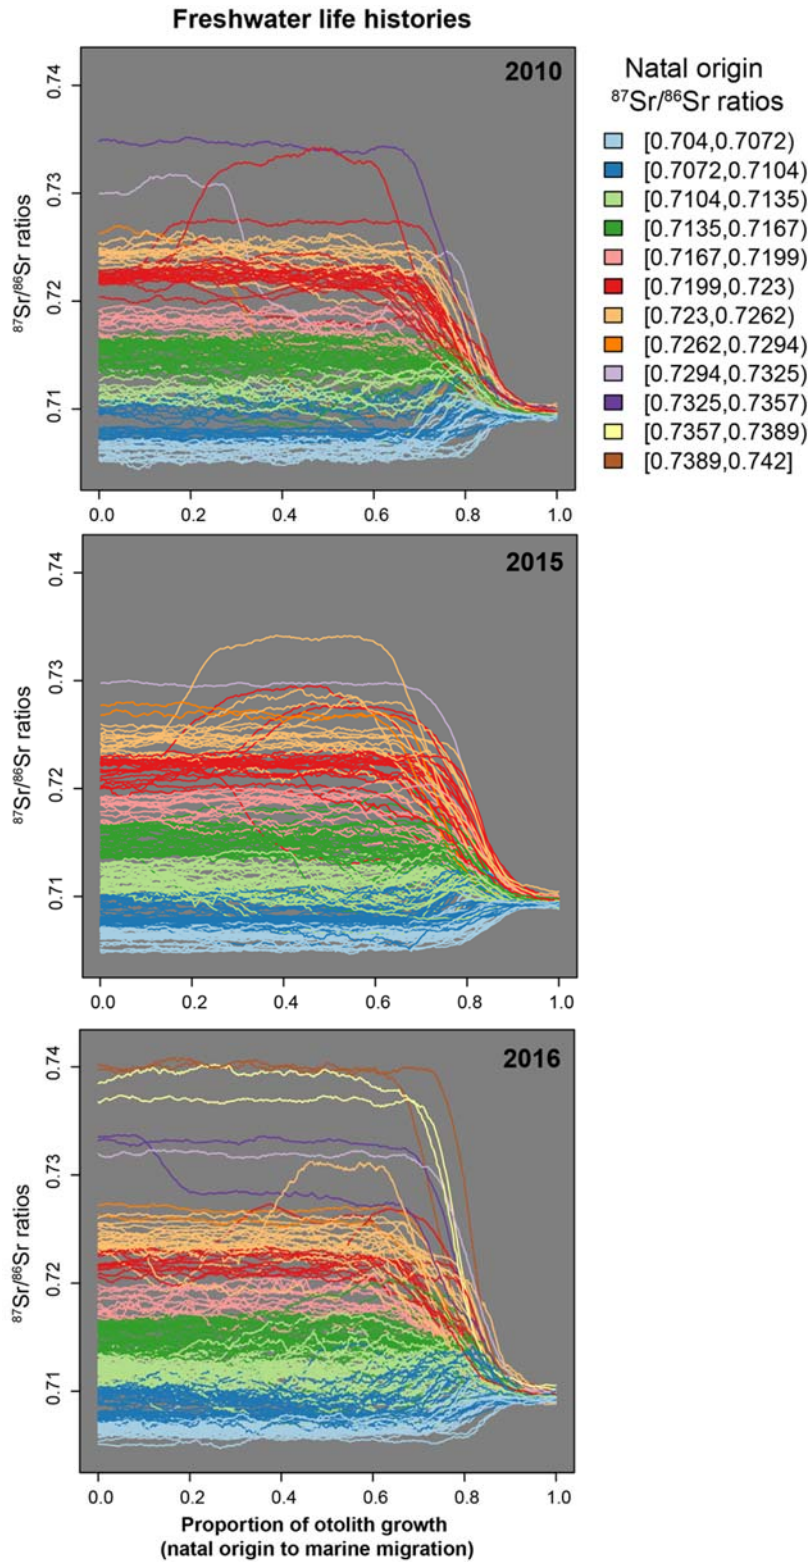 Freshwater life histories
2010
0.74
0.73
0.72
0.71
⁸⁷Sr/⁸⁶Sr ratios
0.0 0.2 0.4 0.6 0.8 1.0
Natal origin
⁸⁷Sr/⁸⁶Sr ratios
[0.704,0.7072)
[0.7072,0.7104)
[0.7104,0.7135)
[0.7135,0.7167)
[0.7167,0.7199)
[0.7199,0.723)
[0.723,0.7262)
[0.7262,0.7294)
[0.7294,0.7325)
[0.7325,0.7357)
[0.7357,0.7389)
[0.7389,0.742]
2015
0.74
0.73
0.72
0.71
⁸⁷Sr/⁸⁶Sr ratios
0.0 0.2 0.4 0.6 0.8 1.0
2016
0.74
0.73
0.72
0.71
⁸⁷Sr/⁸⁶Sr ratios
0.0 0.2 0.4 0.6 0.8 1.0
Proportion of otolith growth
(natal origin to marine migration)